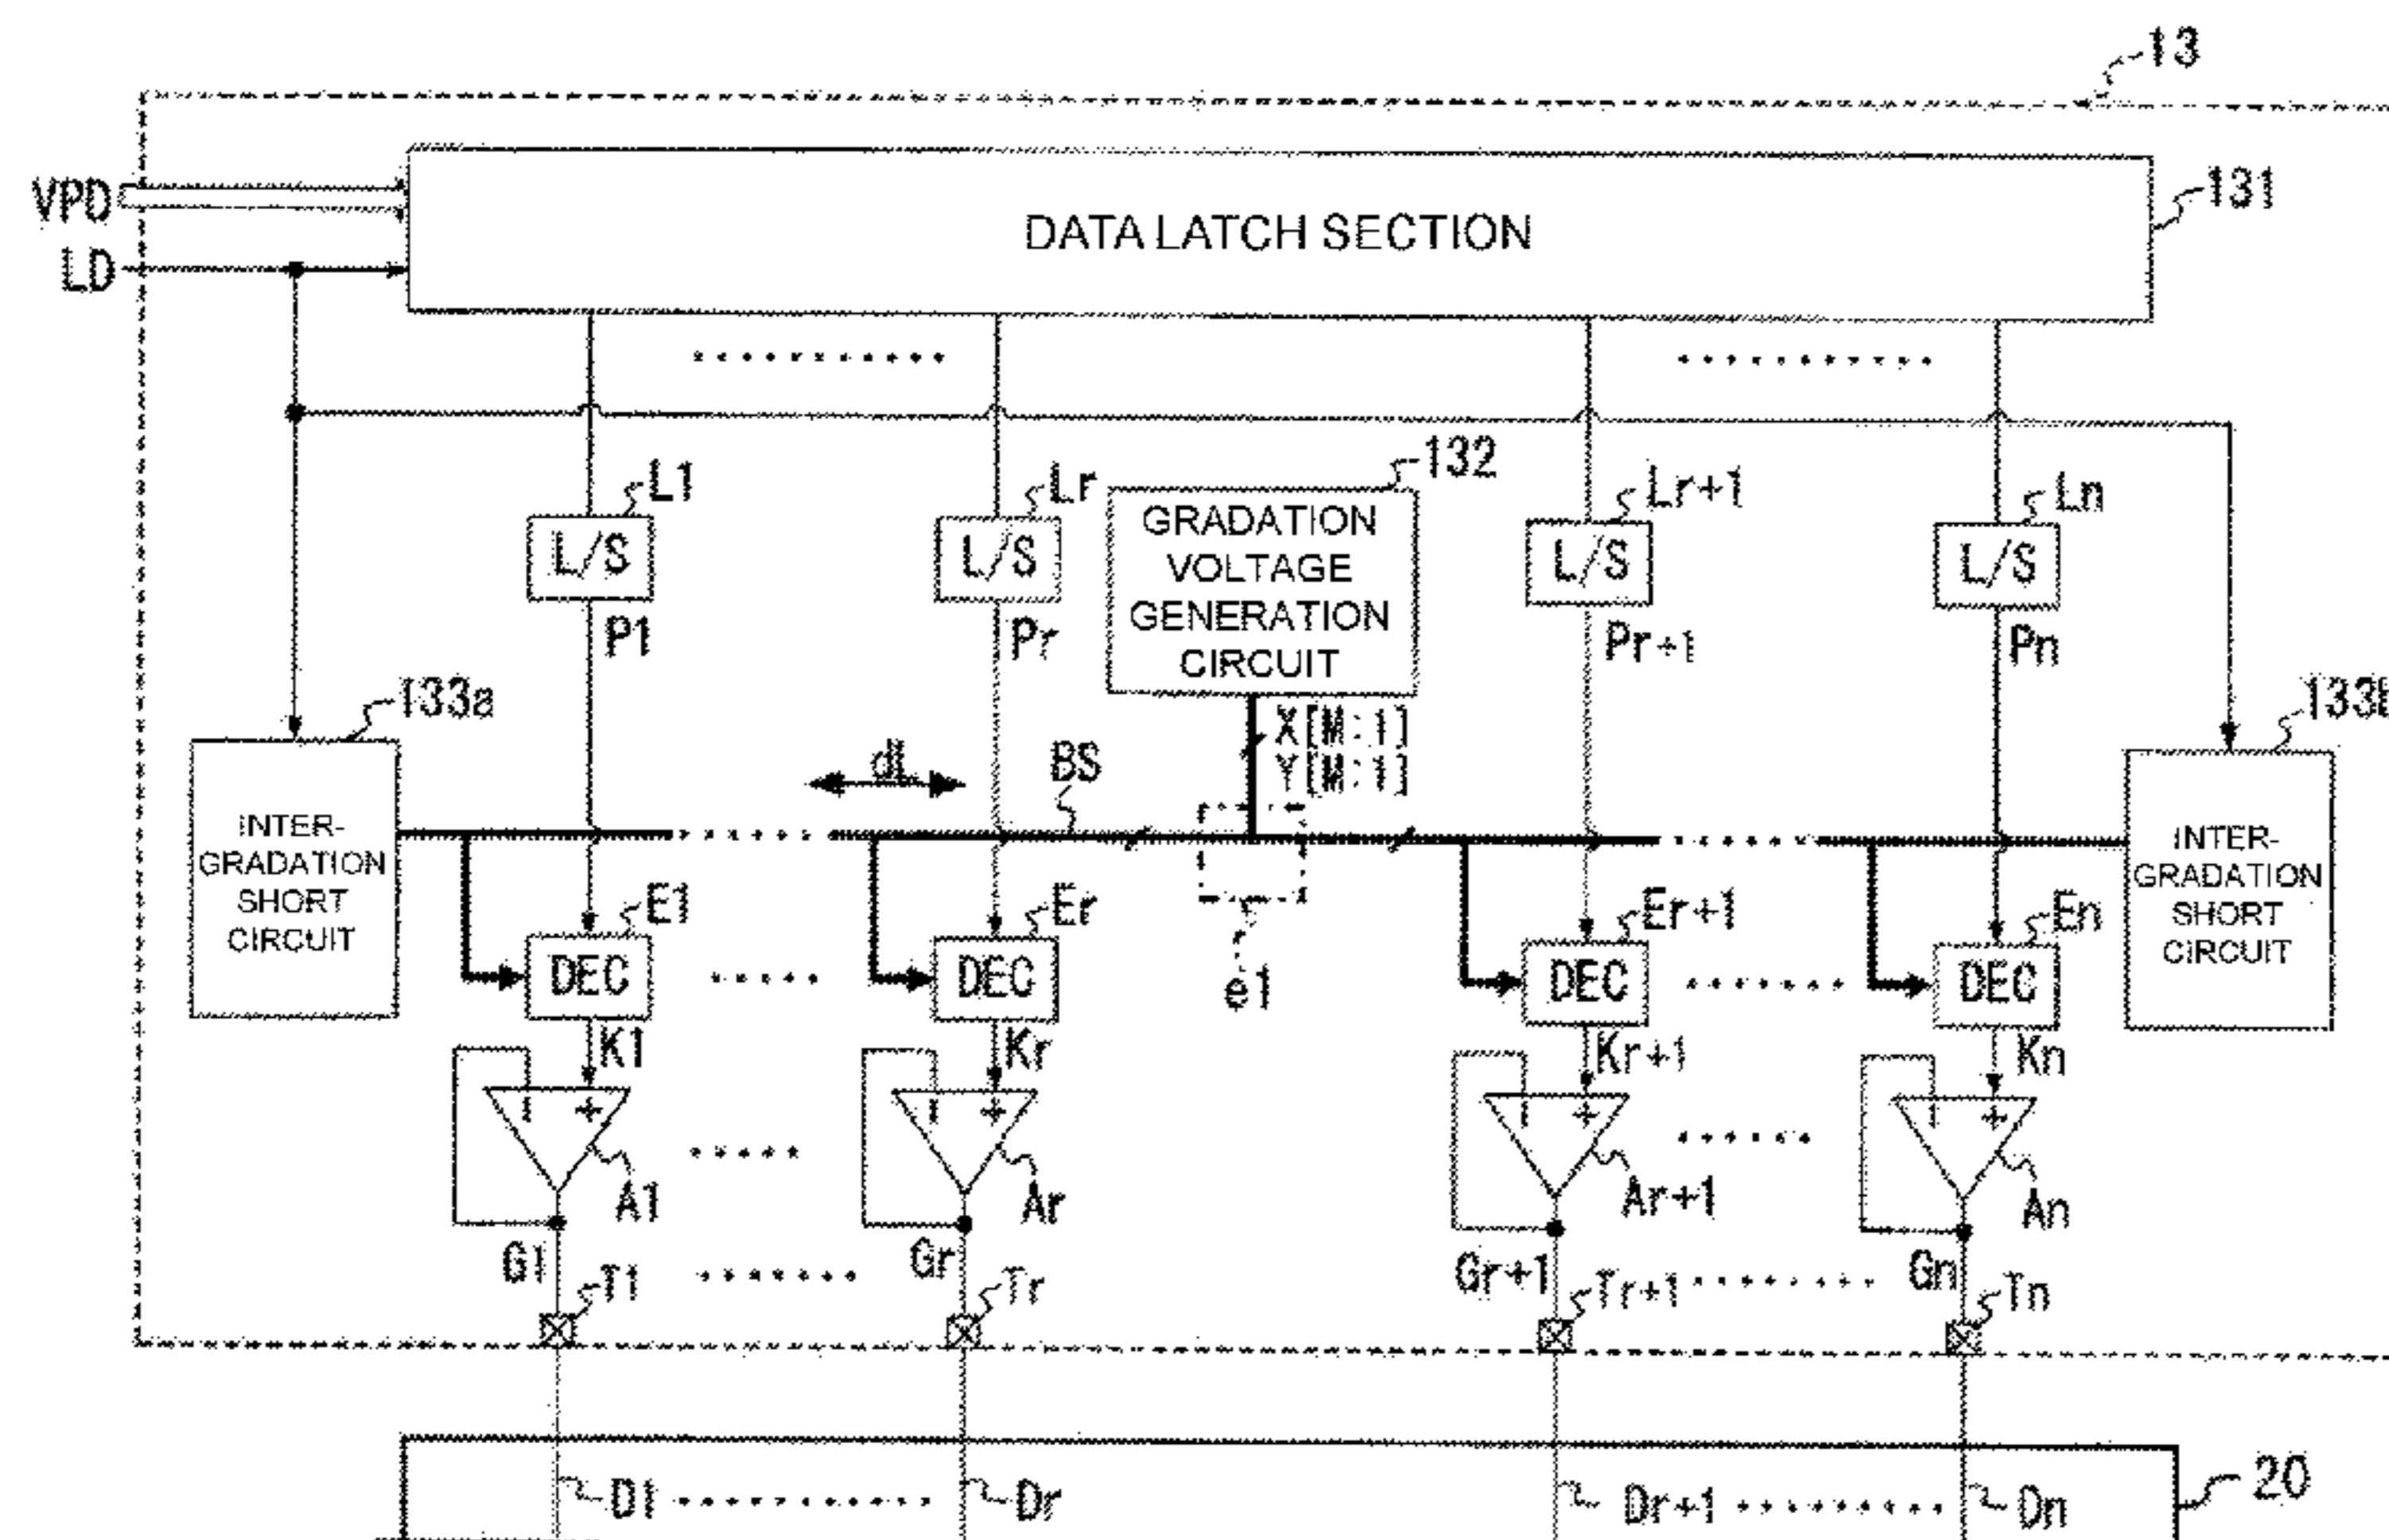 13
VPD
LD
DATA LATCH SECTION
131
L1
Lr
132
Lr+1
Ln
L/S
L/S
GRADATION
VOLTAGE
GENERATION
CIRCUIT
L/S
L/S
P1
Pr
Pr+1
Pn
133a
X[M:1]
Y[M:1]
133b
dL
BS
INTER-
GRADATION
SHORT
CIRCUIT
INTER-
GRADATION
SHORT
CIRCUIT
E1
Er
e1
Er+1
En
DEC
DEC
DEC
DEC
K1
Kr
Kr+1
Kn
- +
- +
- +
- +
A1
Ar
Ar+1
An
G1
Gr
Gr+1
Gn
T1
Tr
Tr+1
Tn
D1
Dr
Dr+1
Dn
20